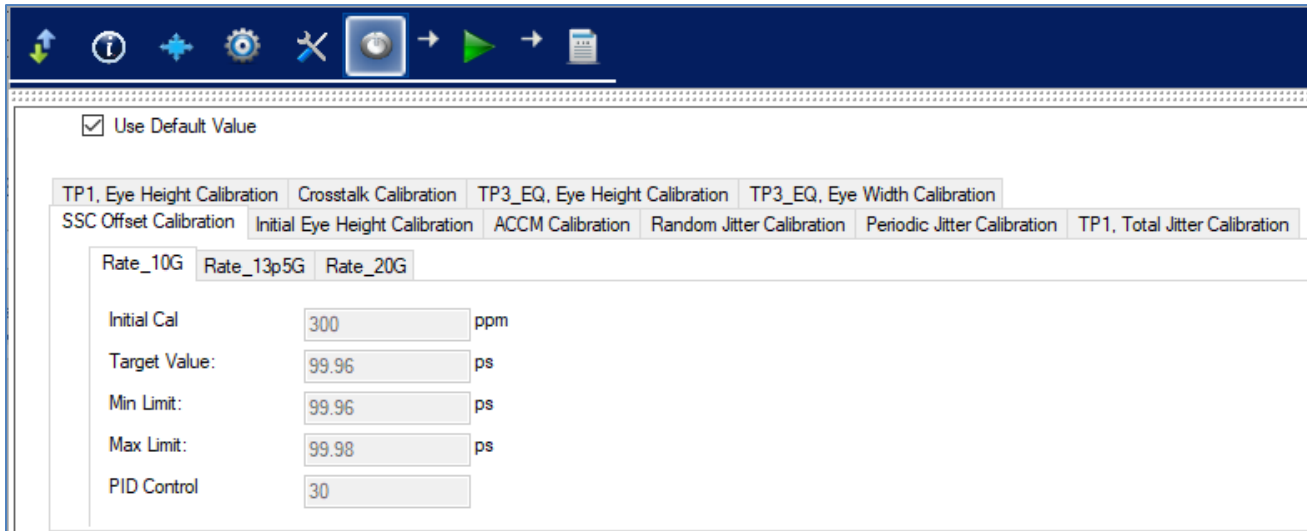 Use Default Value
TP1, Eye Height Calibration Crosstalk Calibration TP3_EQ, Eye Height Calibration TP3_EQ, Eye Width Calibration
SSC Offset Calibration Initial Eye Height Calibration ACCM Calibration Random Jitter Calibration Periodic Jitter Calibration TP1, Total Jitter Calibration
Rate_10G Rate_13p5G Rate_20G
Initial Cal 300 ppm
Target Value: 99.96 ps
Min Limit: 99.96 ps
Max Limit: 99.98 ps
PID Control 30